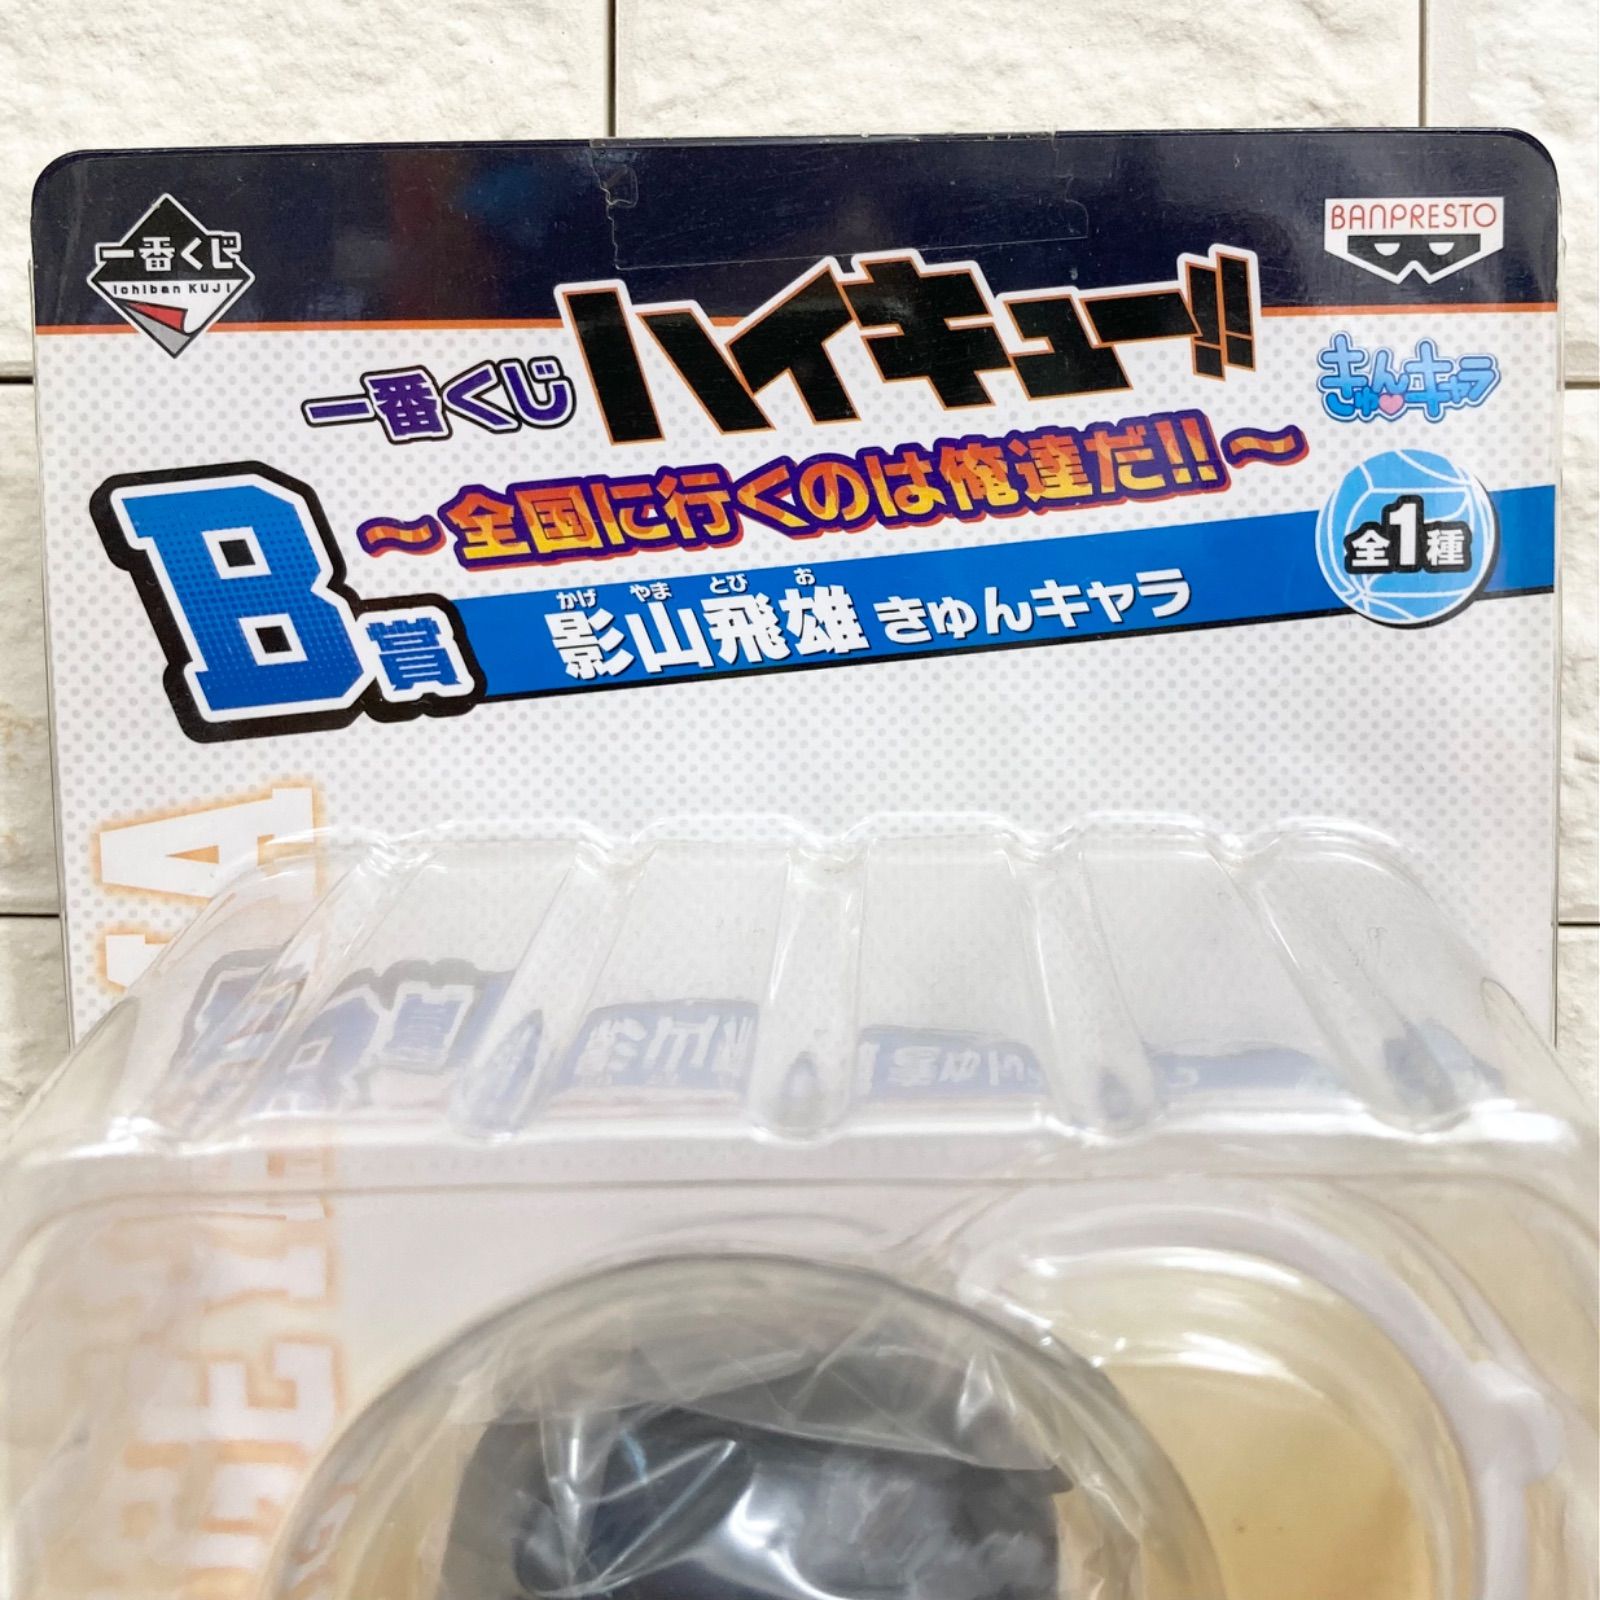 一番くじ
Ichiban KUJI
BANPRESTO
一番くじ ハイキュー!!
きゅんキャラ
～全国に行くのは俺達だ!!～
B賞
かげ やま とび お
影山飛雄 きゅんキャラ
全1種